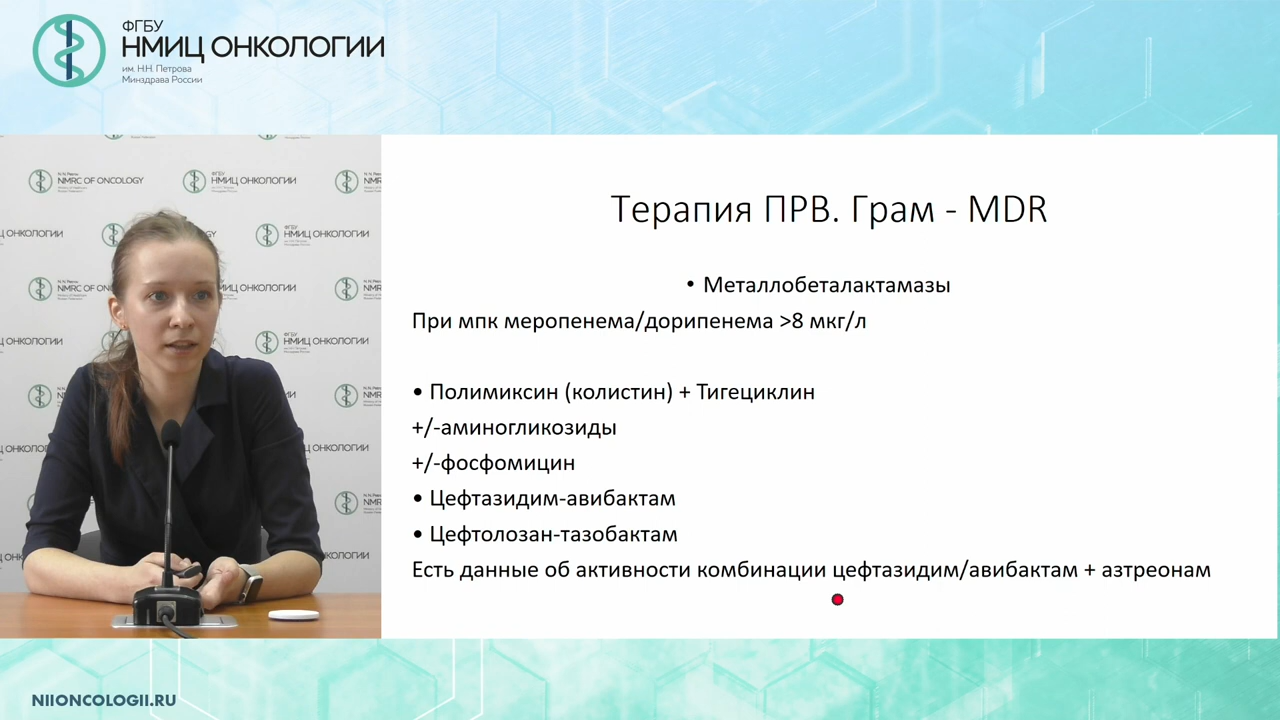 ФГБУ
НМИЦ ОНКОЛОГИИ
им. Н.Н. Петрова
Минздрава России
NMRC OF ONCOLOGY
НМИЦ ОНКОЛОГИИ
Терапия ПРВ. Грам - MDR
• Металлобеталактамазы
При мпк меропенема/дорипенема >8 мкг/л
• Полимиксин (колистин) + Тигециклин
+/-аминогликозиды
+/-фосфомицин
• Цефтазидим-авибактам
• Цефтолозан-тазобактам
Есть данные об активности комбинации цефтазидим/авибактам + азтреонам
NIIONCOLOGII.RU